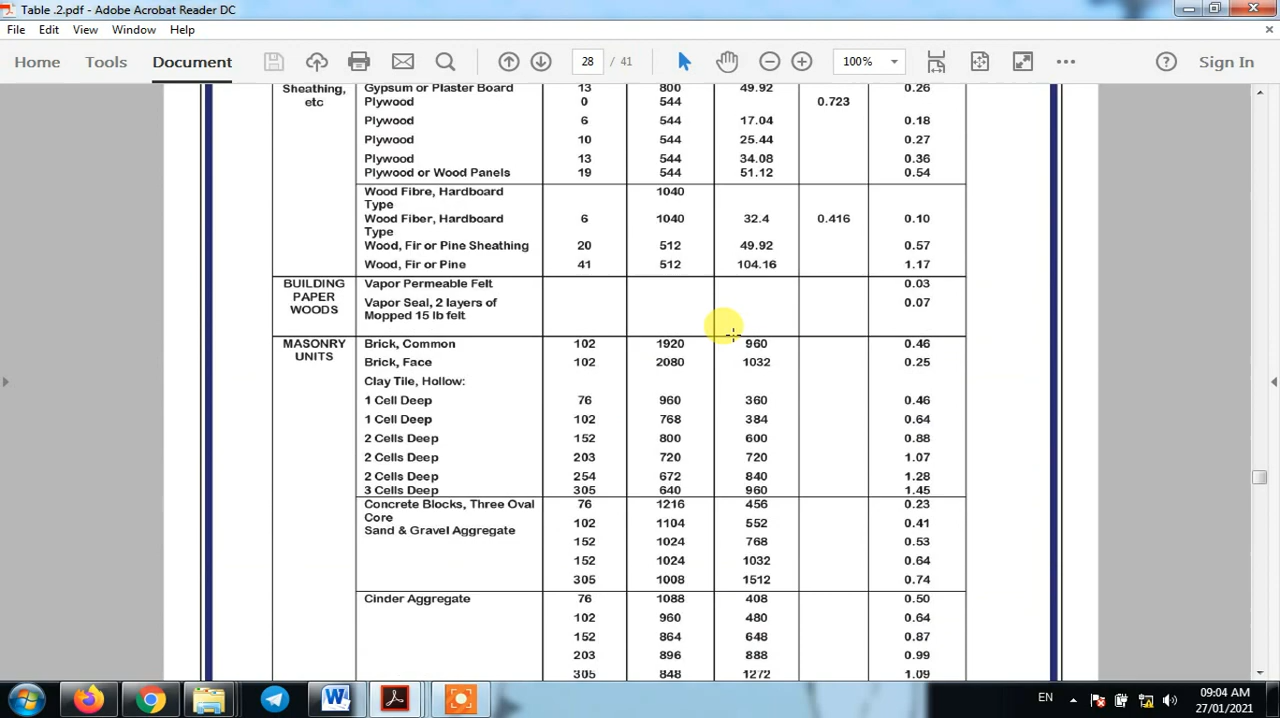 Table .2.pdf - Adobe Acrobat Reader DC
File Edit View Window Help
Home Tools Document 28 / 41 100% Sign In
Sheathing, etc Gypsum or Plaster Board 13 800 49.92 0.26
Plywood 0 544 0.723
Plywood 6 544 17.04 0.18
Plywood 10 544 25.44 0.27
Plywood 13 544 34.08 0.36
Plywood or Wood Panels 19 544 51.12 0.54
Wood Fibre, Hardboard 1040
Type
Wood Fiber, Hardboard 6 1040 32.4 0.416 0.10
Type
Wood, Fir or Pine Sheathing 20 512 49.92 0.57
Wood, Fir or Pine 41 512 104.16 1.17
BUILDING PAPER WOODS Vapor Permeable Felt 0.03
Vapor Seal, 2 layers of 0.07
Mopped 15 lb felt
MASONRY UNITS Brick, Common 102 1920 960 0.46
Brick, Face 102 2080 1032 0.25
Clay Tile, Hollow:
1 Cell Deep 76 960 360 0.46
1 Cell Deep 102 768 384 0.64
2 Cells Deep 152 800 600 0.88
2 Cells Deep 203 720 720 1.07
2 Cells Deep 254 672 840 1.28
3 Cells Deep 305 640 960 1.45
Concrete Blocks, Three Oval 76 1216 456 0.23
Core
Sand & Gravel Aggregate 102 1104 552 0.41
152 1024 768 0.53
152 1024 1032 0.64
305 1008 1512 0.74
Cinder Aggregate 76 1088 408 0.50
102 960 480 0.64
152 864 648 0.87
203 896 888 0.99
305 848 1272 1.09
EN 09:04 AM
27/01/2021